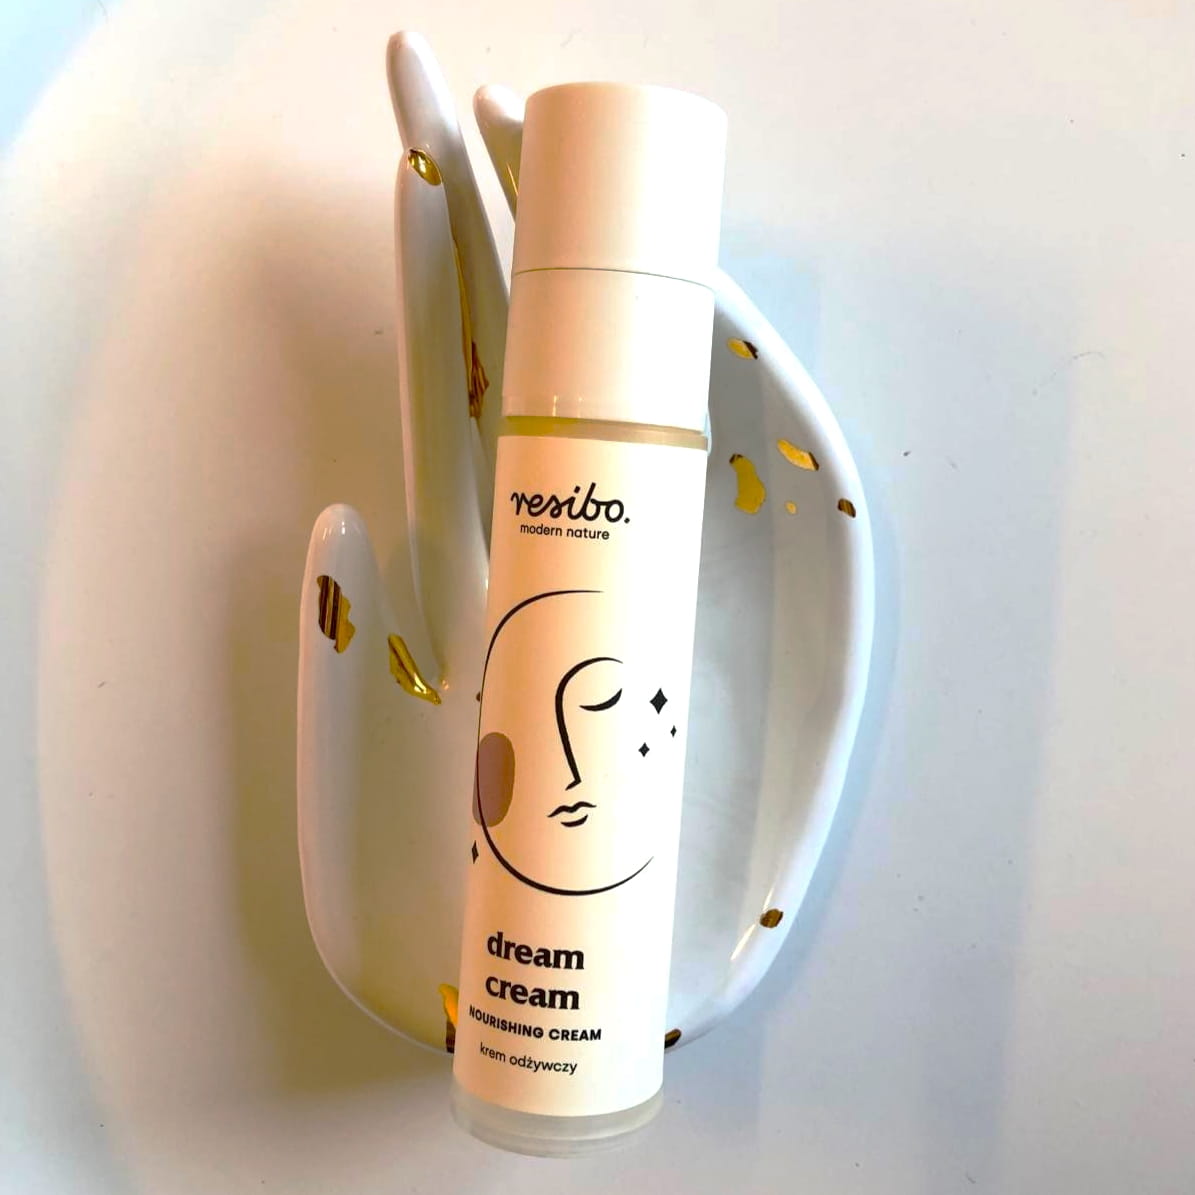 resibo.
modern nature
dream
cream
NOURISHING CREAM
krem odżywczy